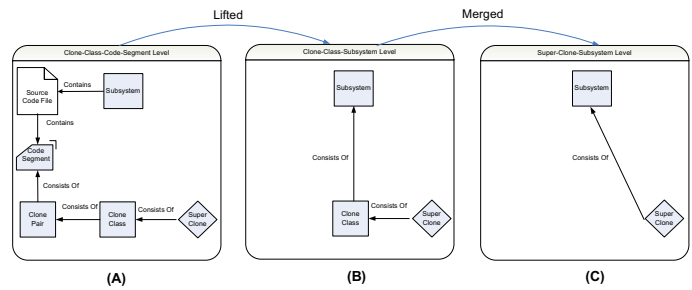 Lifted
Merged
Clone-Class-Code-Segment Level
Source
Code File
Contains
Subsystem
Contains
Code
Segment
Consists Of
Clone
Pair
Consists Of
Clone
Class
Consists Of
Super
Clone
(A)
Clone-Class-Subsystem Level
Subsystem
Consists Of
Clone
Class
Consists Of
Super
Clone
(B)
Super-Clone-Subsystem Level
Subsystem
Consists Of
Super
Clone
(C)